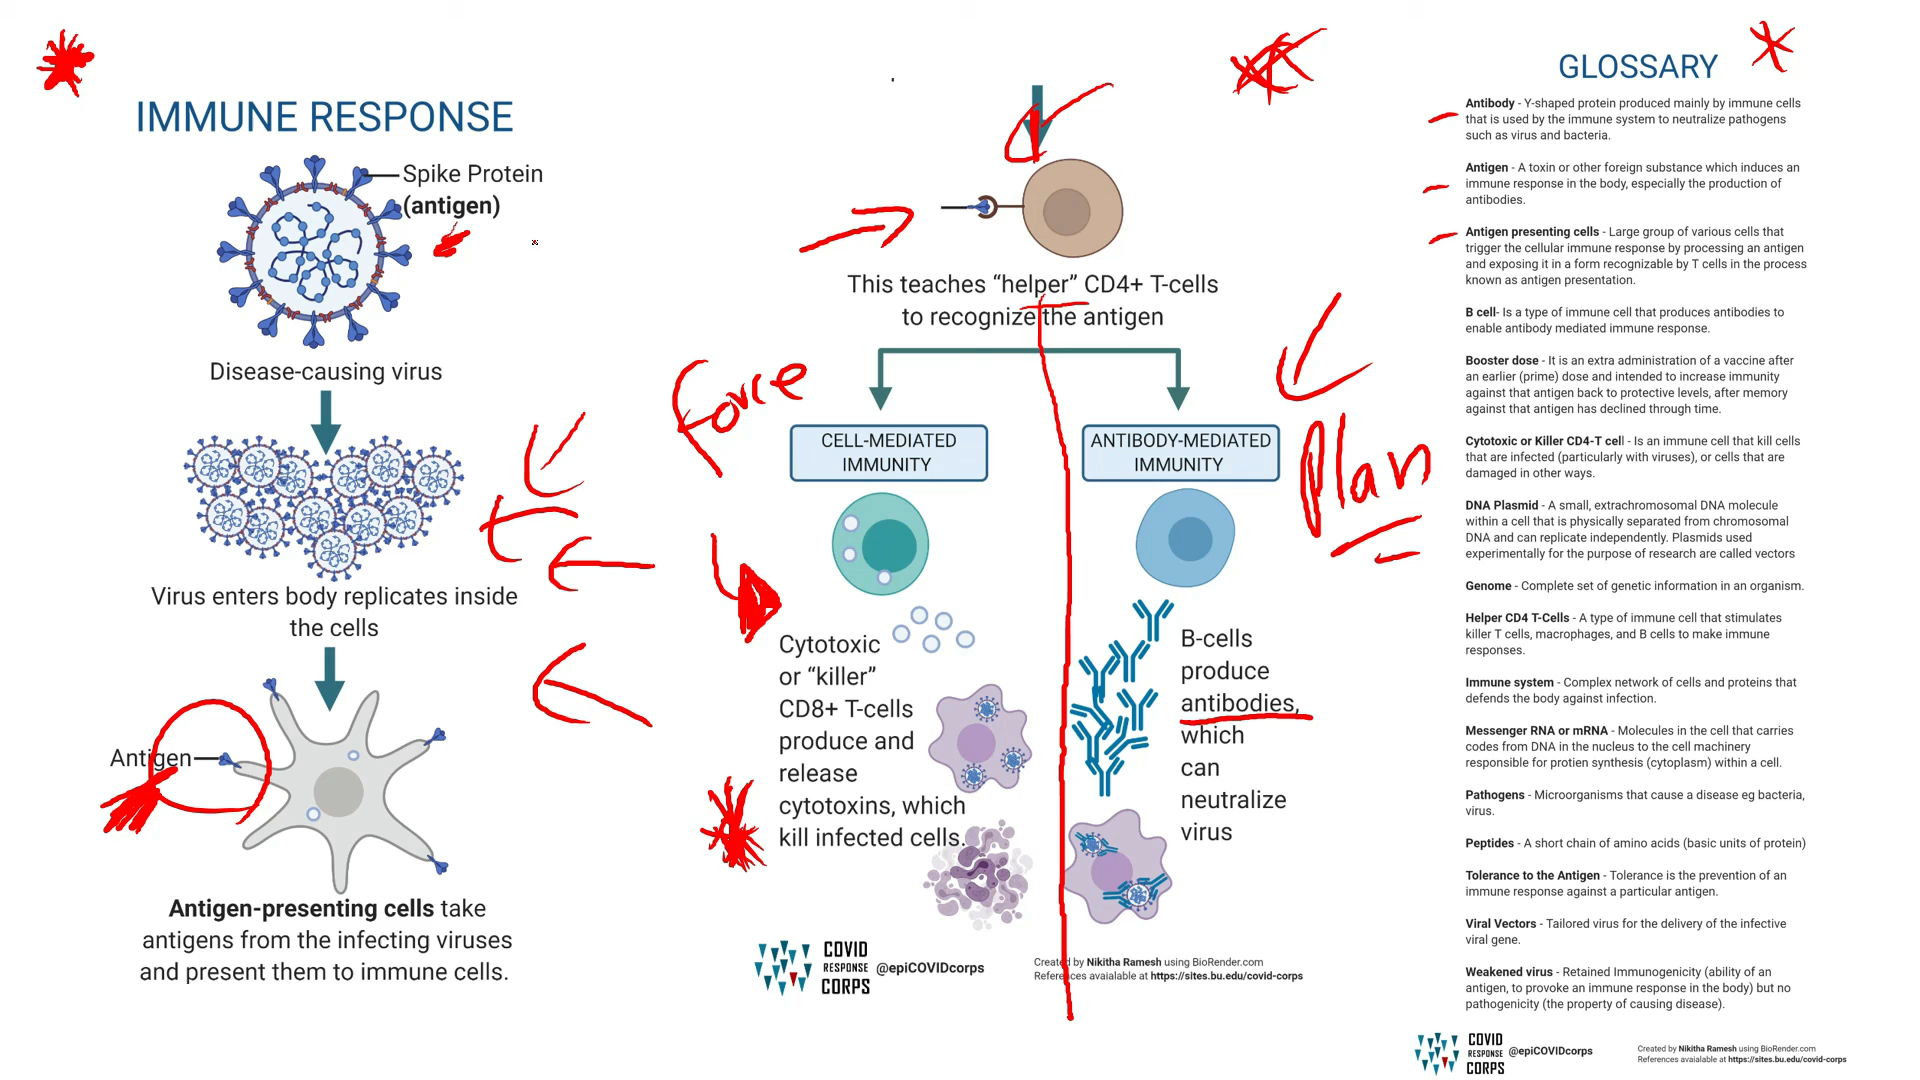 IMMUNE RESPONSE
Spike Protein
(antigen)
Disease-causing virus
Virus enters body replicates inside
the cells
Antigen
Antigen-presenting cells take
antigens from the infecting viruses
and present them to immune cells.
This teaches “helper” CD4+ T-cells
to recognize the antigen
force
Plan
CELL-MEDIATED
IMMUNITY
Cytotoxic
or “killer”
CD8+ T-cells
produce and
release
cytotoxins, which
kill infected cells.
ANTIBODY-MEDIATED
IMMUNITY
B-cells
produce
antibodies,
which
can
neutralize
virus
COVID
RESPONSE
CORPS
@epiCOVIDcorps
Created by Nikitha Ramesh using BioRender.com
References avaialable at https://sites.bu.edu/covid-corps
GLOSSARY
Antibody - Y-shaped protein produced mainly by immune cells
that is used by the immune system to neutralize pathogens
such as virus and bacteria.
Antigen - A toxin or other foreign substance which induces an
immune response in the body, especially the production of
antibodies.
Antigen presenting cells - Large group of various cells that
trigger the cellular immune response by processing an antigen
and exposing it in a form recognizable by T cells in the process
known as antigen presentation.
B cell- Is a type of immune cell that produces antibodies to
enable antibody mediated immune response.
Booster dose - It is an extra administration of a vaccine after
an earlier (prime) dose and intended to increase immunity
against that antigen back to protective levels, after memory
against that antigen has declined through time.
Cytotoxic or Killer CD4-T cell - Is an immune cell that kill cells
that are infected (particularly with viruses), or cells that are
damaged in other ways.
DNA Plasmid - A small, extrachromosomal DNA molecule
within a cell that is physically separated from chromosomal
DNA and can replicate independently. Plasmids used
experimentally for the purpose of research are called vectors
Genome - Complete set of genetic information in an organism.
Helper CD4 T-Cells - A type of immune cell that stimulates
killer T cells, macrophages, and B cells to make immune
responses.
Immune system - Complex network of cells and proteins that
defends the body against infection.
Messenger RNA or mRNA - Molecules in the cell that carries
codes from DNA in the nucleus to the cell machinery
responsible for protien synthesis (cytoplasm) within a cell.
Pathogens - Microorganisms that cause a disease eg bacteria,
virus.
Peptides - A short chain of amino acids (basic units of protein)
Tolerance to the Antigen - Tolerance is the prevention of an
immune response against a particular antigen.
Viral Vectors - Tailored virus for the delivery of the infective
viral gene.
Weakened virus - Retained Immunogenicity (ability of an
antigen, to provoke an immune response in the body) but no
pathogenicity (the property of causing disease).
COVID
RESPONSE
CORPS
@epiCOVIDcorps
Created by Nikitha Ramesh using BioRender.com
References avaialable at https://sites.bu.edu/covid-corps